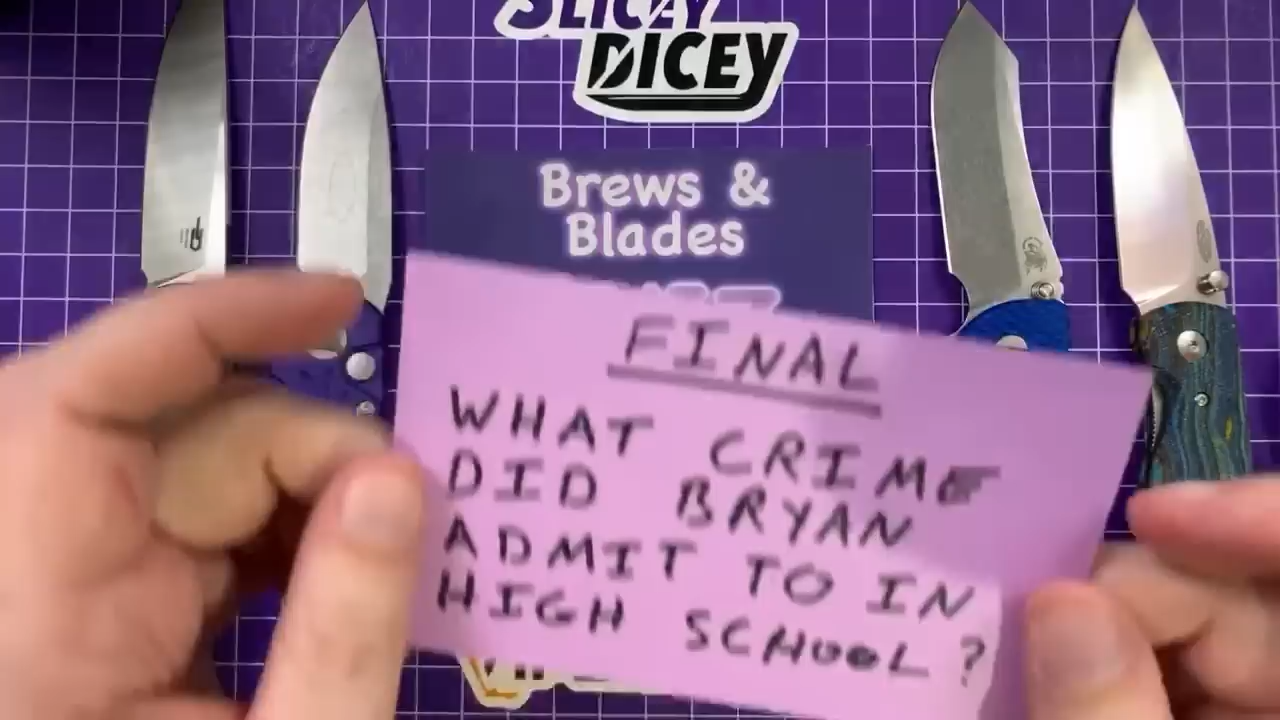 SLICEY
DICEY
Brews &
Blades
FINAL
WHAT CRIME
DID BRYAN
ADMIT TO IN
HIGH SCHOOL?